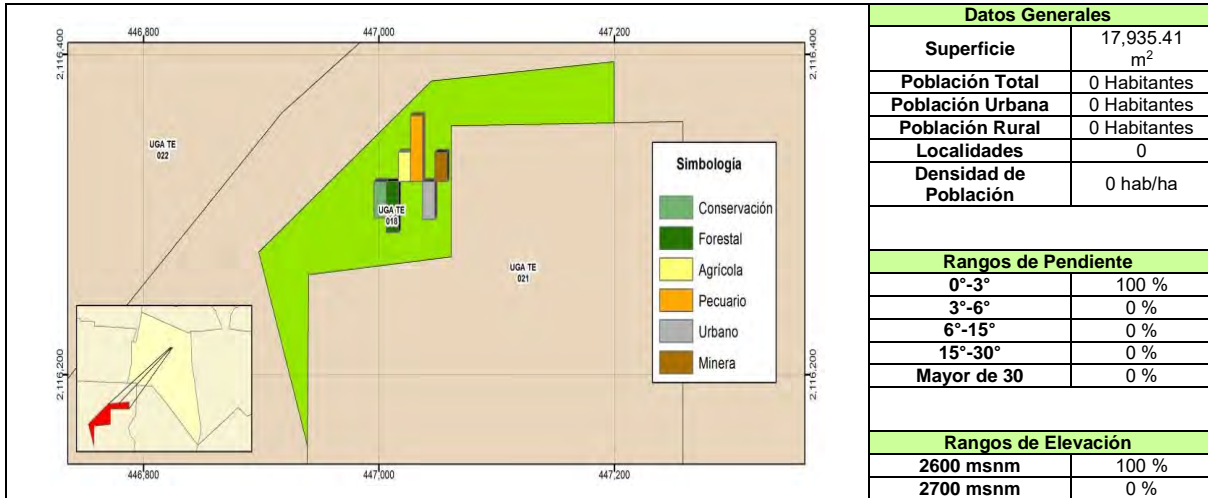 446,800
447,000
447,200
2,116,400
2,116,400
UGA TE
022
UGA TE
018
UGA TE
021
Simbología
Conservación
Forestal
Agrícola
Pecuario
Urbano
Minera
2,116,200
2,116,200
446,800
447,000
447,200
Datos Generales
Superficie 17,935.41
m²
Población Total 0 Habitantes
Población Urbana 0 Habitantes
Población Rural 0 Habitantes
Localidades 0
Densidad de
Población 0 hab/ha
Rangos de Pendiente
0°-3° 100 %
3°-6° 0 %
6°-15° 0 %
15°-30° 0 %
Mayor de 30 0 %
Rangos de Elevación
2600 msnm 100 %
2700 msnm 0 %